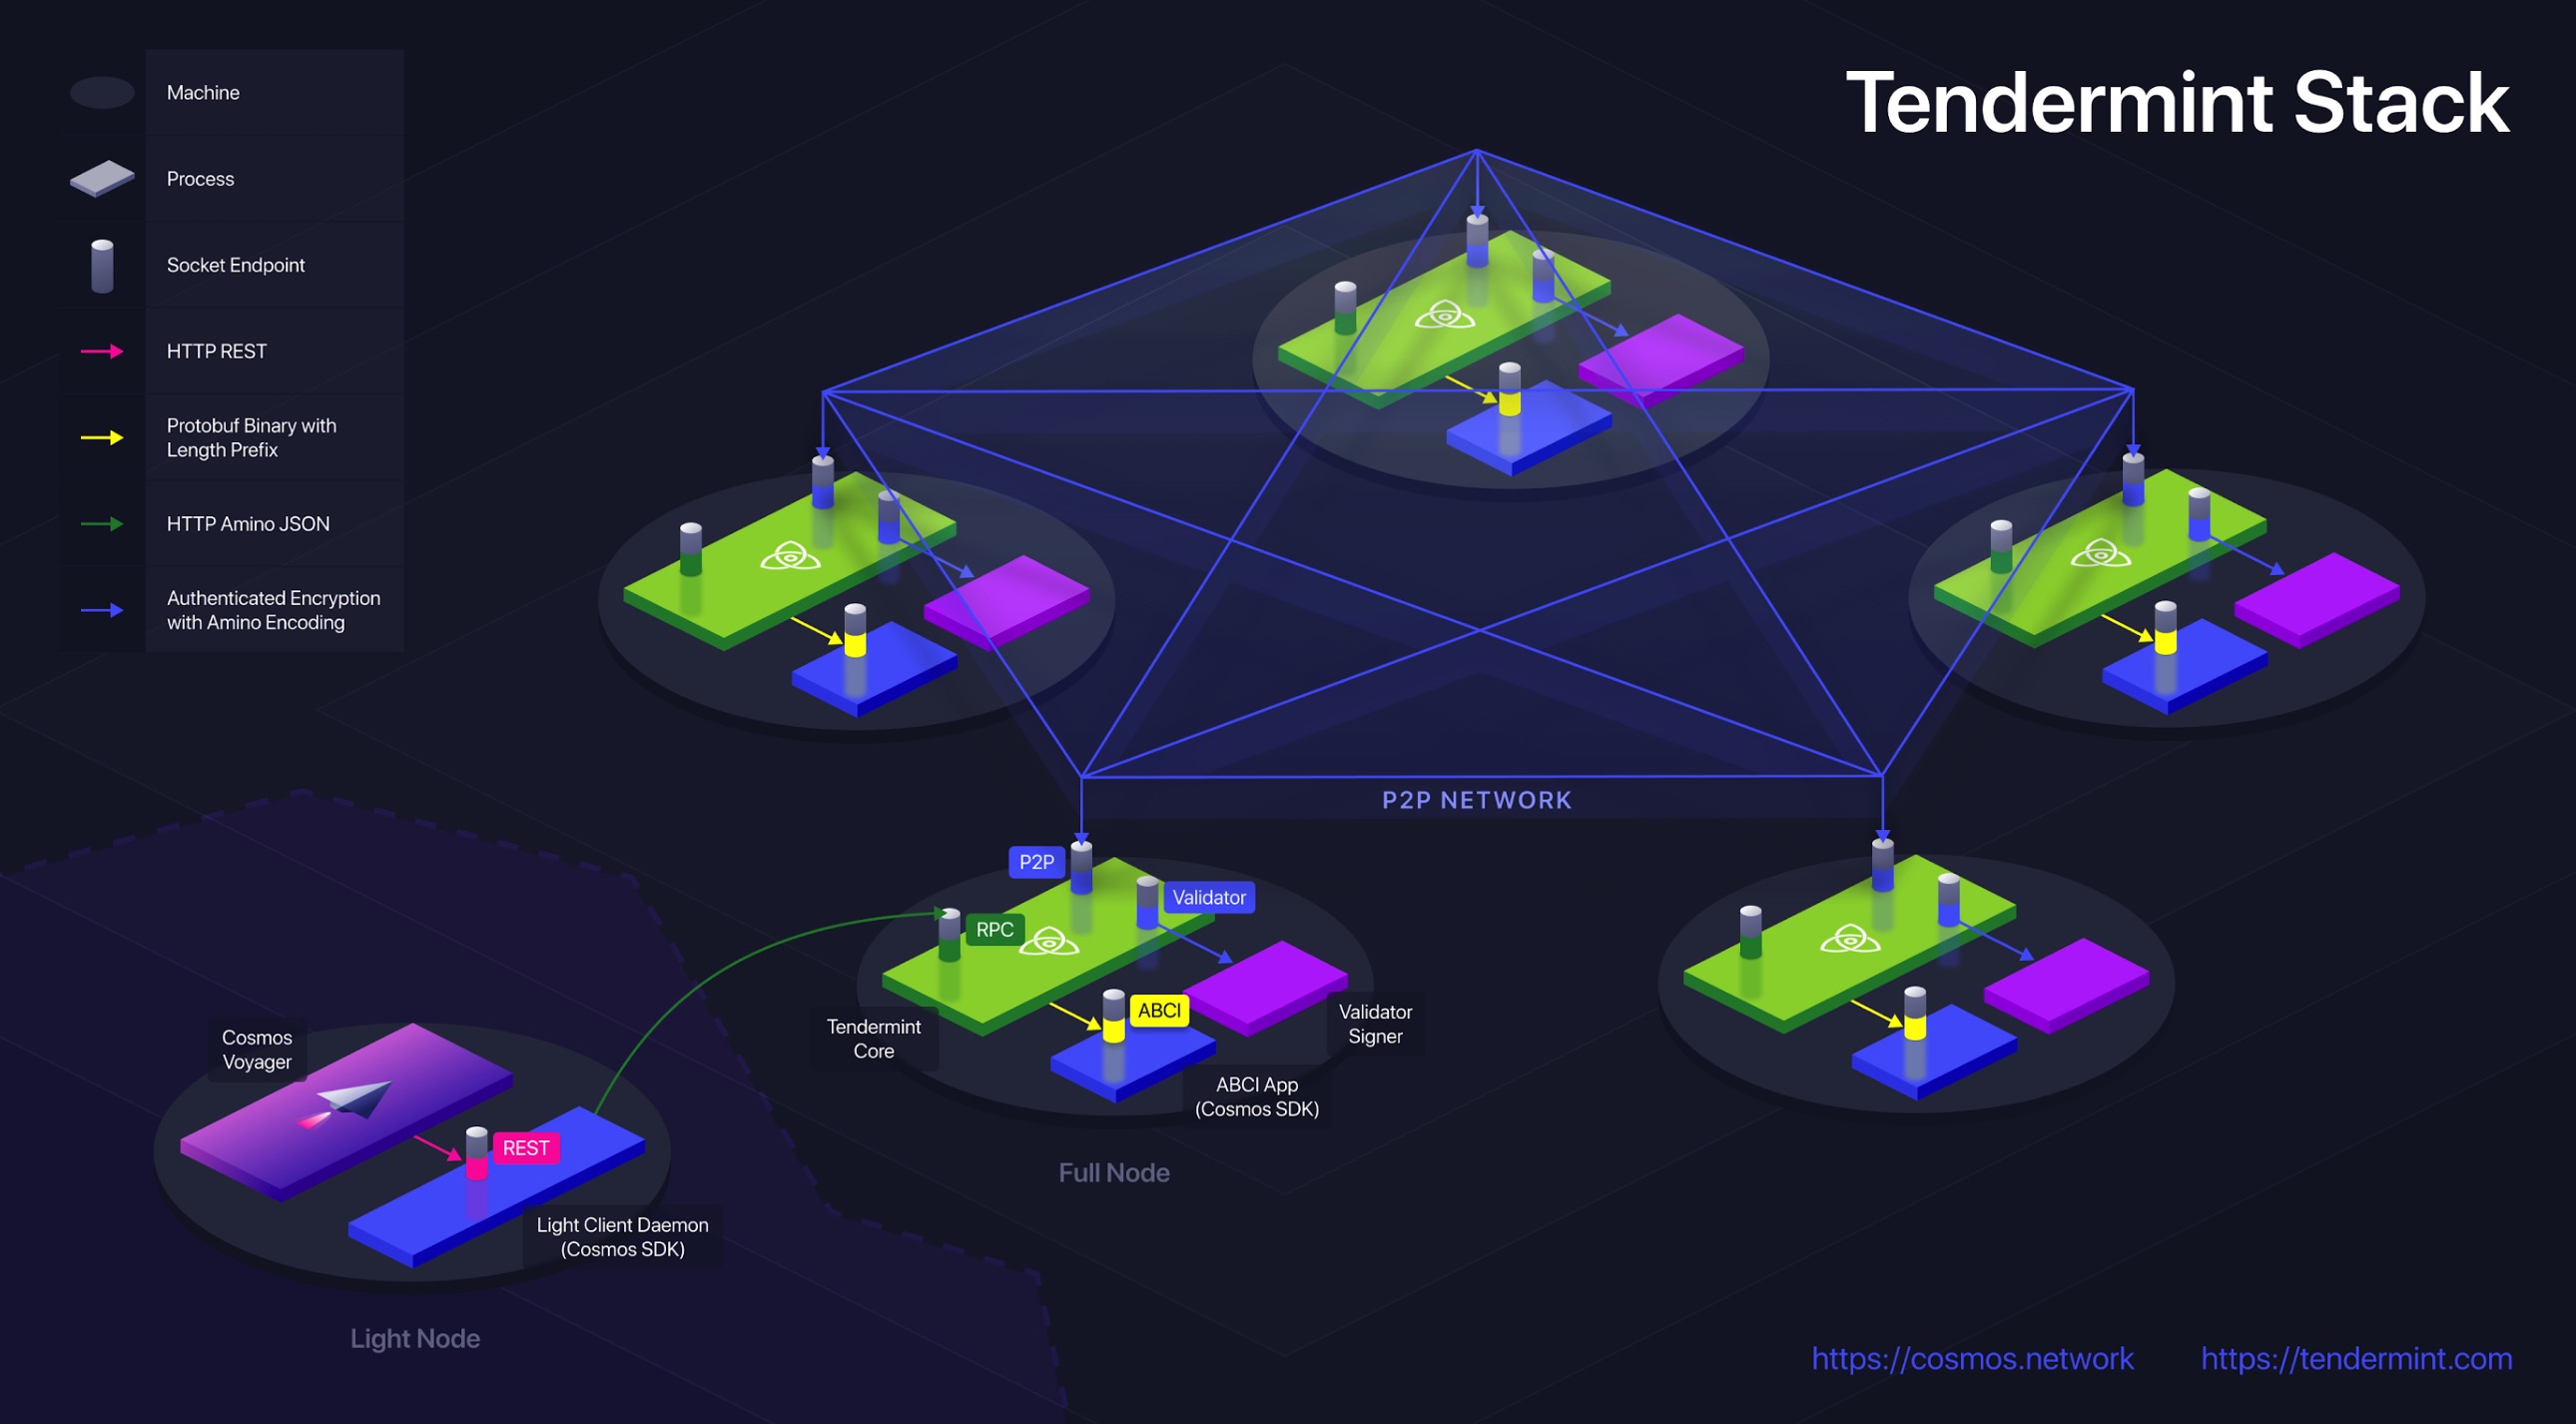 Tendermint Stack
Machine
Process
Socket Endpoint
HTTP REST
Protobuf Binary with
Length Prefix
HTTP Amino JSON
Authenticated Encryption
with Amino Encoding
P2P NETWORK
P2P
Validator
RPC
ABCI
Tendermint
Core
Validator
Signer
ABCI App
(Cosmos SDK)
Full Node
Cosmos
Voyager
REST
Light Client Daemon
(Cosmos SDK)
Light Node
https://cosmos.network
https://tendermint.com